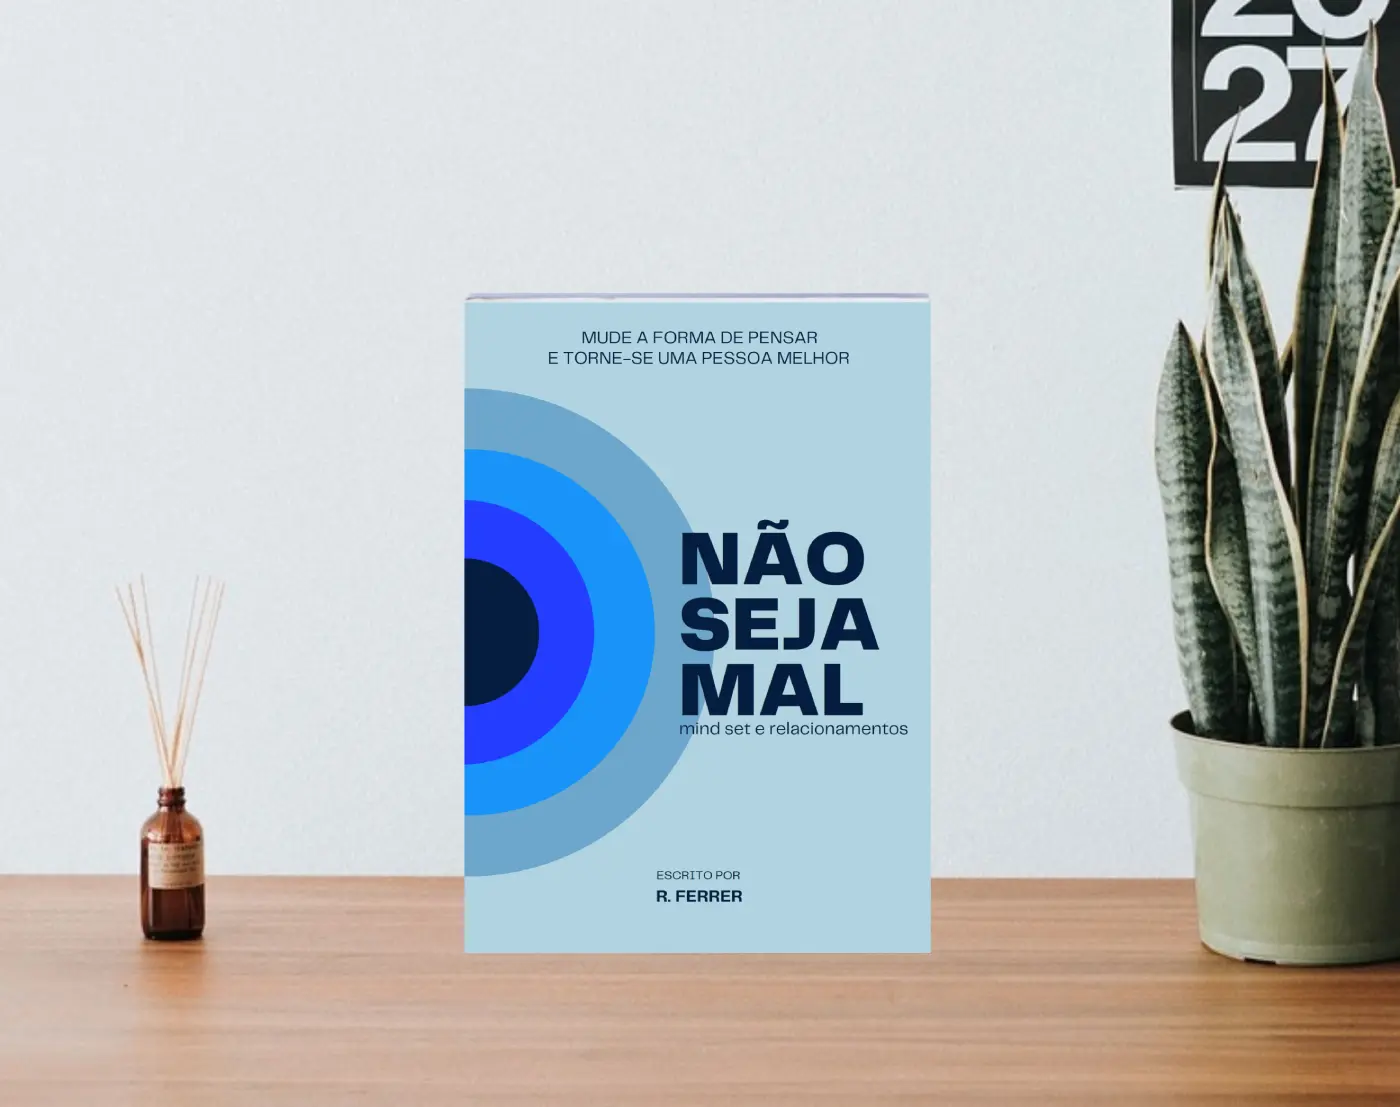 27
MUDE A FORMA DE PENSAR
E TORNE-SE UMA PESSOA MELHOR
NÃO
SEJA
MAL
mind set e relacionamentos
ESCRITO POR
R. FERRER